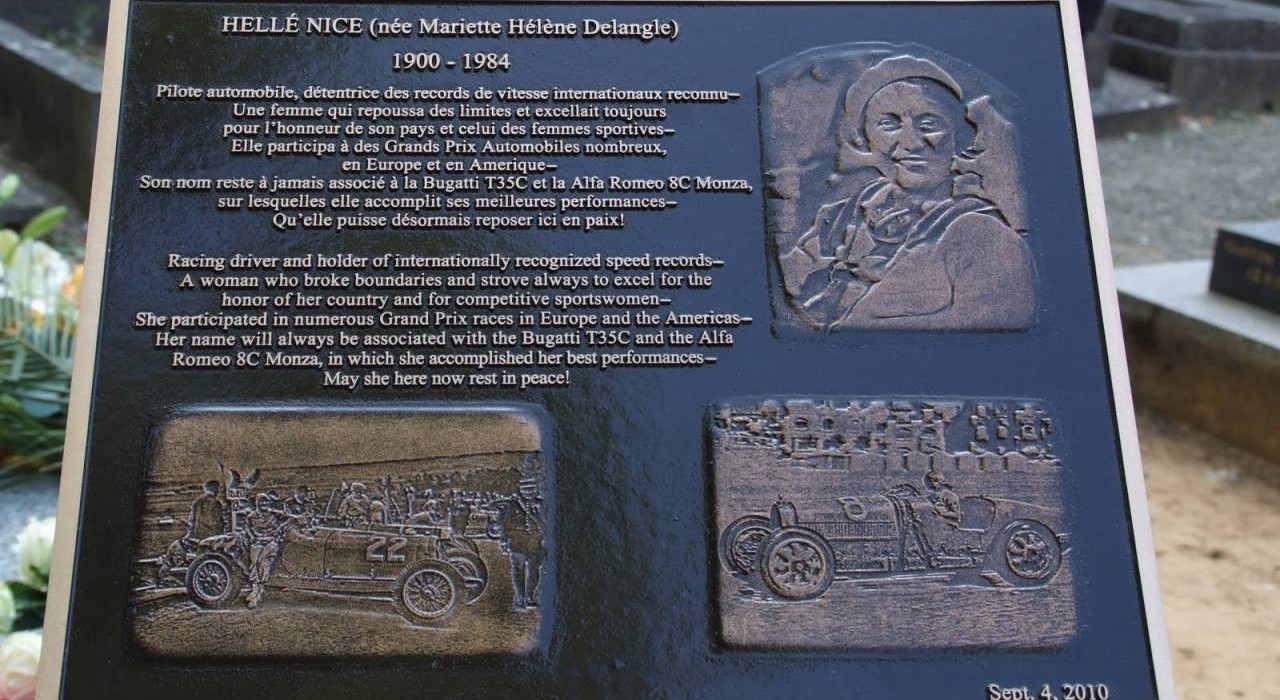 HELLÉ NICE (née Mariette Hélène Delangle)
1900 - 1984
Pilote automobile, détentrice des records de vitesse internationaux reconnu–
Une femme qui repoussa des limites et excellait toujours
pour l'honneur de son pays et celui des femmes sportives–
Elle participa à des Grands Prix Automobiles nombreux,
en Europe et en Amerique–
Son nom reste à jamais associé à la Bugatti T35C et la Alfa Romeo 8C Monza,
sur lesquelles elle accomplit ses meilleures performances–
Qu'elle puisse désormais reposer ici en paix!
Racing driver and holder of internationally recognized speed records–
A woman who broke boundaries and strove always to excel for the
honor of her country and for competitive sportswomen–
She participated in numerous Grand Prix races in Europe and the Americas–
Her name will always be associated with the Bugatti T35C and the Alfa
Romeo 8C Monza, in which she accomplished her best performances–
May she here now rest in peace!
22
Sept. 4, 2010